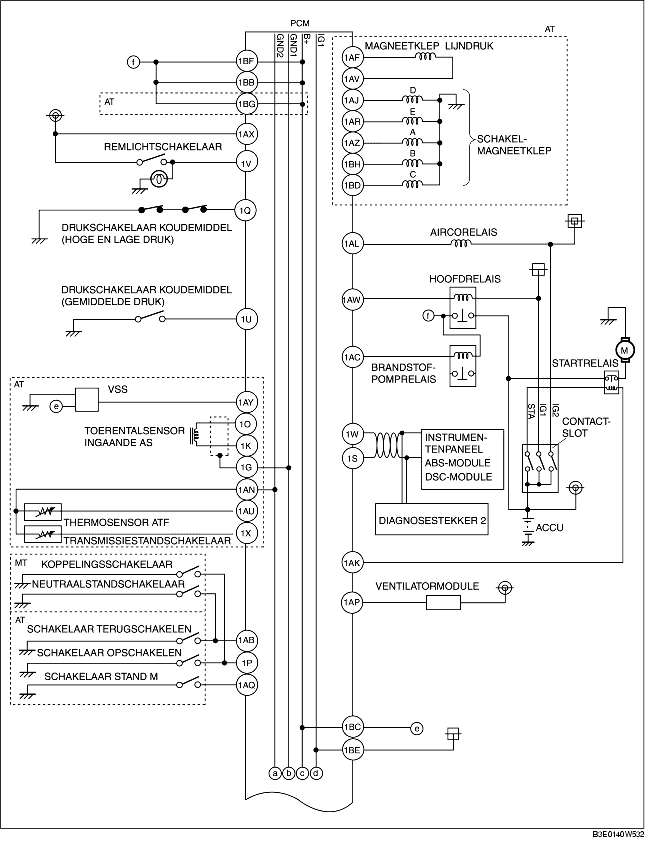 PCM
GND2
GND1
B+
IG1
f
1BF
1BB
AT
1BG
1AX
REMLICHTSCHAKELAAR
1V
1Q
DRUKSCHAKELAAR KOUDEMIDDEL
(HOGE EN LAGE DRUK)
DRUKSCHAKELAAR KOUDEMIDDEL
(GEMIDDELDE DRUK)
1U
AT
VSS
e
1AY
TOERENTALSENSOR
INGAANDE AS
1O
1K
1G
1AN
1AU
THERMOSENSOR ATF
1X
TRANSMISSIESTANDSCHAKELAAR
MT
KOPPELINGSSCHAKELAAR
NEUTRAALSTANDSCHAKELAAR
AT
SCHAKELAAR TERUGSCHAKELEN
1AB
SCHAKELAAR OPSCHAKELEN
1P
SCHAKELAAR STAND M
1AQ
a
b
c
d
AT
MAGNEETKLEP LIJNDRUK
1AF
1AV
D
1AJ
E
1AR
A
1AZ
B
1BH
C
1BD
SCHAKEL-
MAGNEETKLEP
AIRCORELAIS
1AL
HOOFDRELAIS
1AW
f
1AC
BRANDSTOF-
POMPRELAIS
M
STARTRELAIS
STA
IG1
IG2
CONTACT-
SLOT
1W
1S
INSTRUMEN-
TENPANEEL
ABS-MODULE
DSC-MODULE
DIAGNOSESTEKKER 2
ACCU
1AK
VENTILATORMODULE
1AP
1BC
e
1BE
B3E0140W532